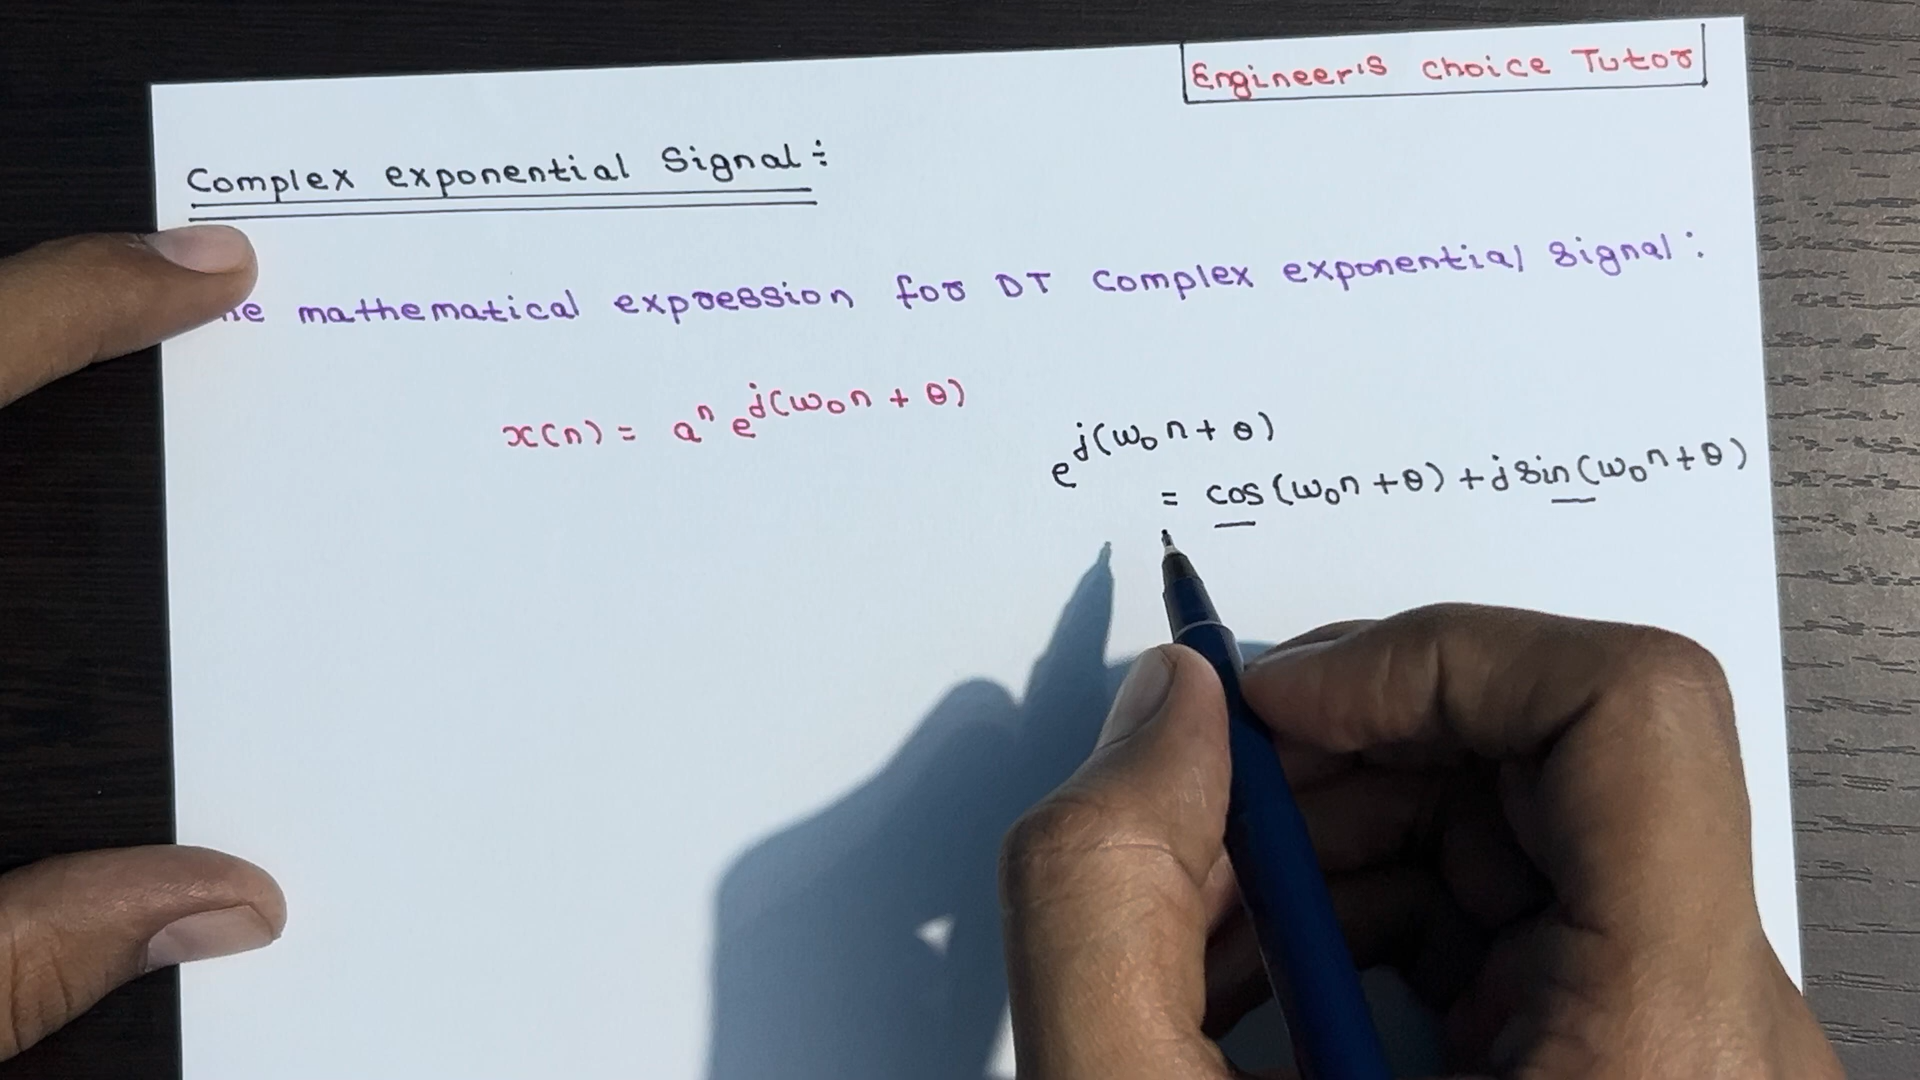 Engineer's choice Tutor
Complex exponential Signal:
mathematical expression for DT Complex exponential signal:
x(n) = aⁿ e^j(ω₀n + θ)
e^j(ω₀n + θ)
= cos(ω₀n + θ) + j sin(ω₀n + θ)